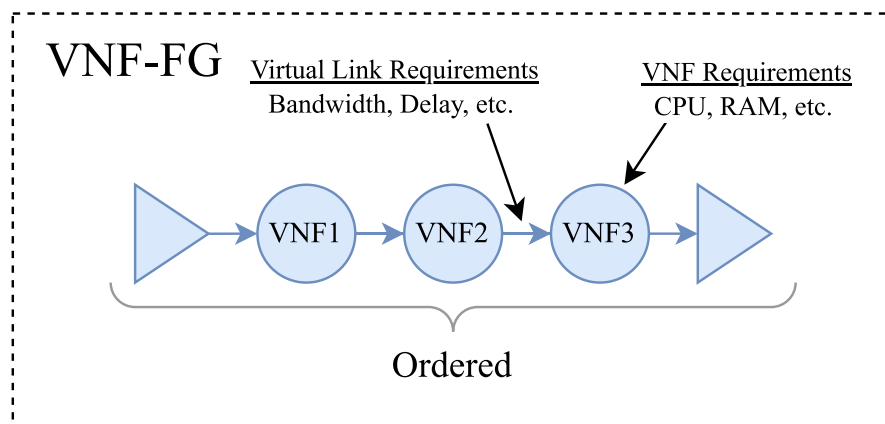 VNF-FG
Virtual Link Requirements
Bandwidth, Delay, etc.
VNF Requirements
CPU, RAM, etc.
VNF1
VNF2
VNF3
Ordered